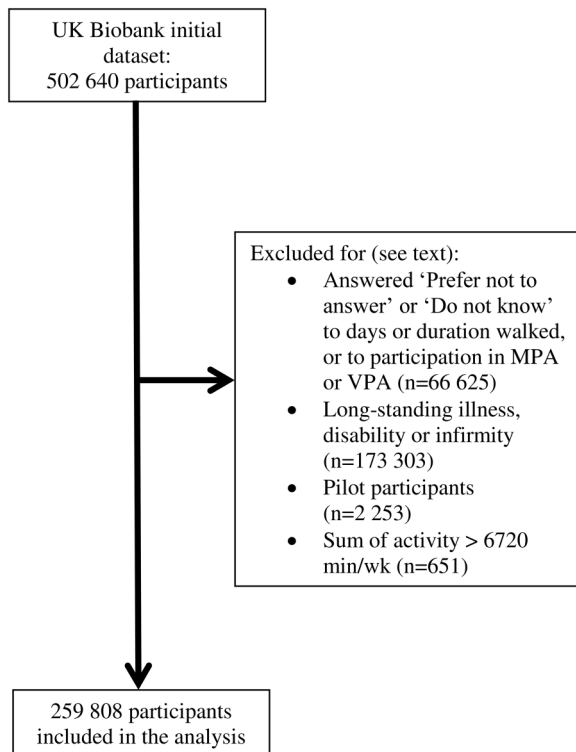 UK Biobank initial
dataset:
502 640 participants
Excluded for (see text):
• Answered ‘Prefer not to
answer’ or ‘Do not know’
to days or duration walked,
or to participation in MPA
or VPA (n=66 625)
• Long-standing illness,
disability or infirmity
(n=173 303)
• Pilot participants
(n=2 253)
• Sum of activity > 6720
min/wk (n=651)
259 808 participants
included in the analysis